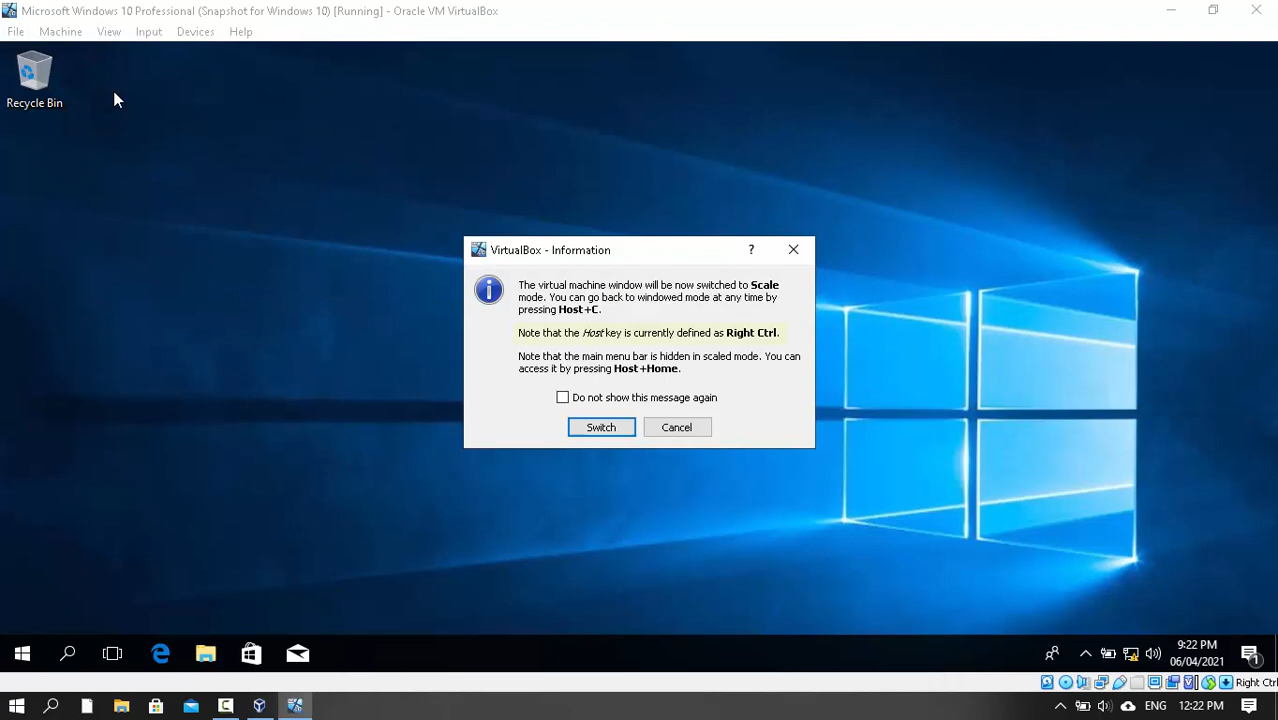 Microsoft Windows 10 Professional (Snapshot for Windows 10) [Running] - Oracle VM VirtualBox
File Machine View Input Devices Help
Recycle Bin
VirtualBox - Information
?
The virtual machine window will be now switched to Scale
mode. You can go back to windowed mode at any time by
pressing Host+C.
Note that the Host key is currently defined as Right Ctrl.
Note that the main menu bar is hidden in scaled mode. You can
access it by pressing Host+Home.
Do not show this message again
Switch Cancel
9:22 PM
06/04/2021
1
Right Ctrl
ENG 12:22 PM